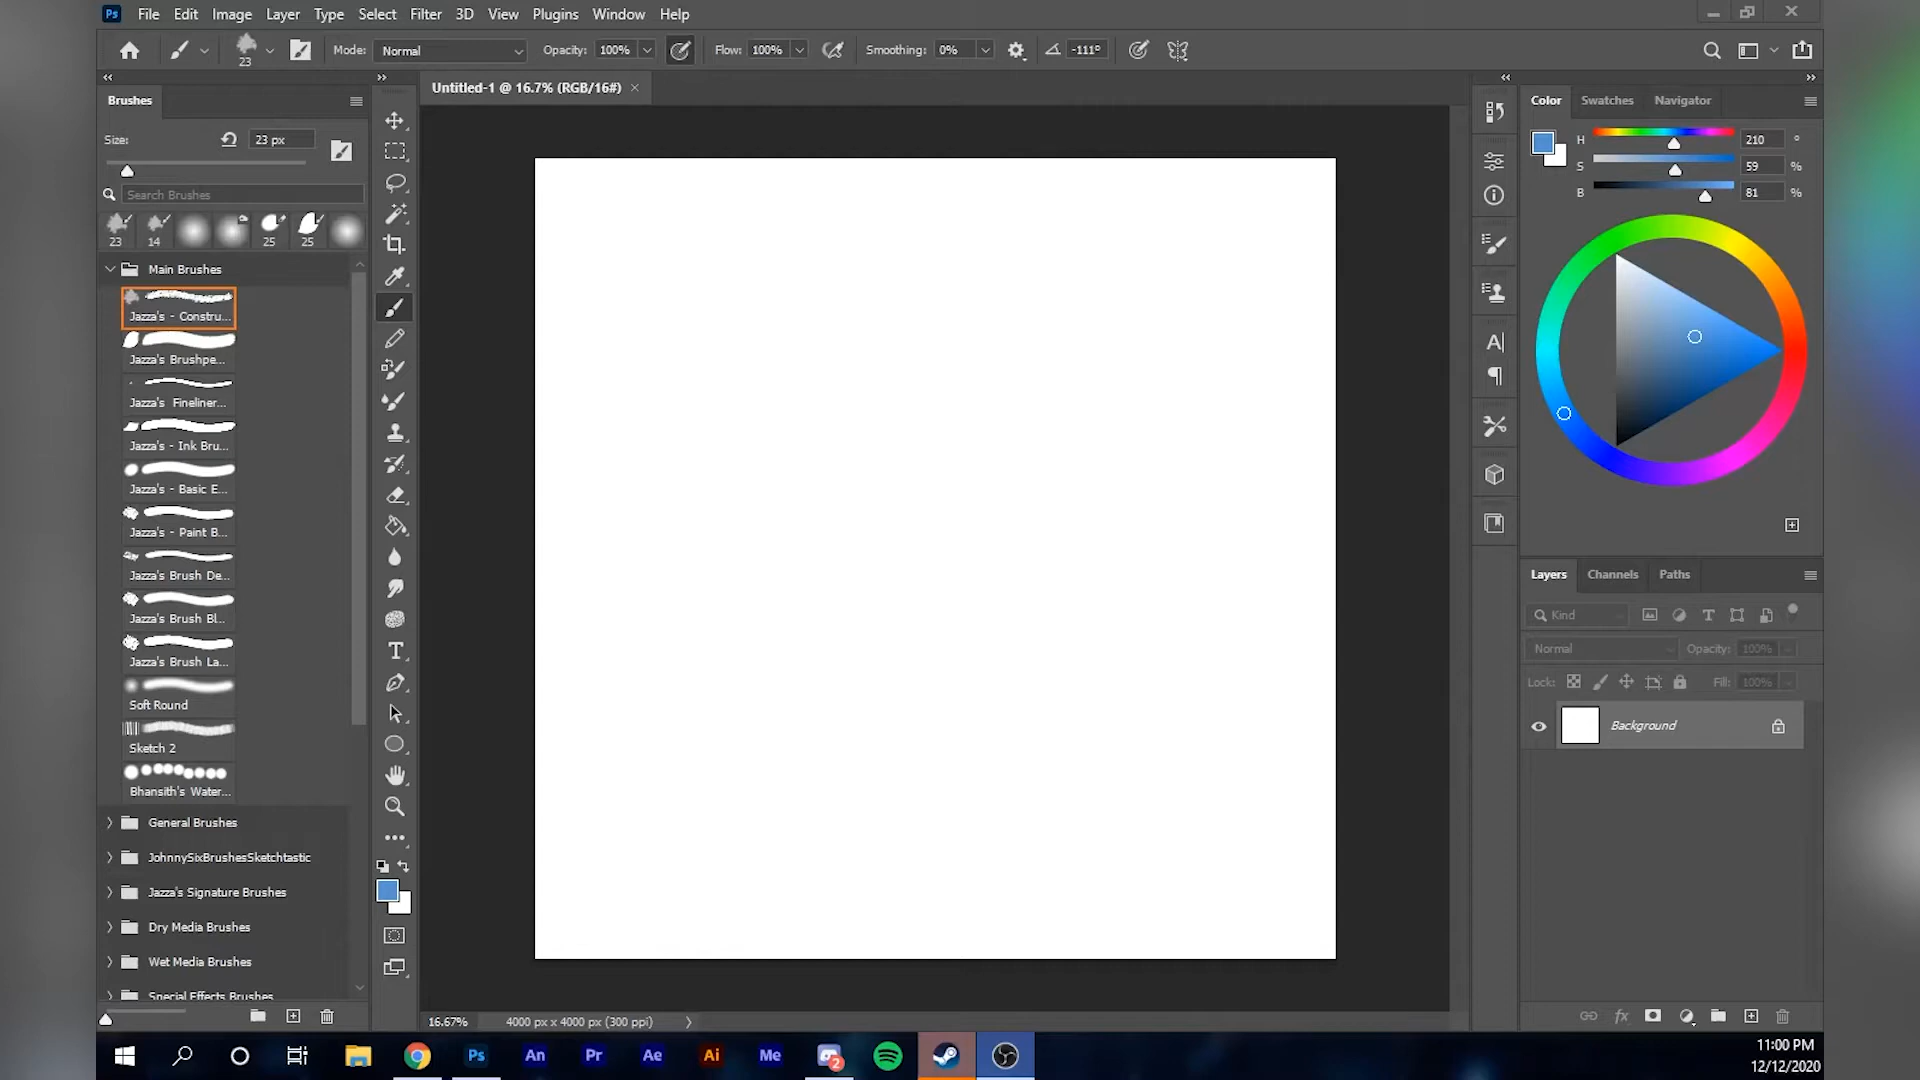 Ps File Edit Image Layer Type Select Filter 3D View Plugins Window Help
23 Mode: Normal Opacity: 100% Flow: 100% Smoothing: 0% -111°
Brushes
Untitled-1 @ 16.7% (RGB/16#)
Color Swatches Navigator
Size: 23 px
H 210 °
S 59 %
B 81 %
Search Brushes
23 14 25 25
Main Brushes
Jazza's - Constru...
Jazza's Brushpe...
Jazza's Fineliner...
Jazza's - Ink Bru...
Jazza's - Basic E...
Jazza's - Paint B...
Jazza's Brush De...
Jazza's Brush Bl...
Jazza's Brush La...
Soft Round
Sketch 2
Bhansith's Water...
General Brushes
JohnnySixBrushesSketchtastic
Jazza's Signature Brushes
Dry Media Brushes
Wet Media Brushes
Special Effects Brushes
Layers Channels Paths
Kind
Normal Opacity: 100%
Lock: Fill: 100%
Background
fx
16.67% 4000 px x 4000 px (300 ppi)
Ps An Pr Ae Ai Me 2
11:00 PM
12/12/2020